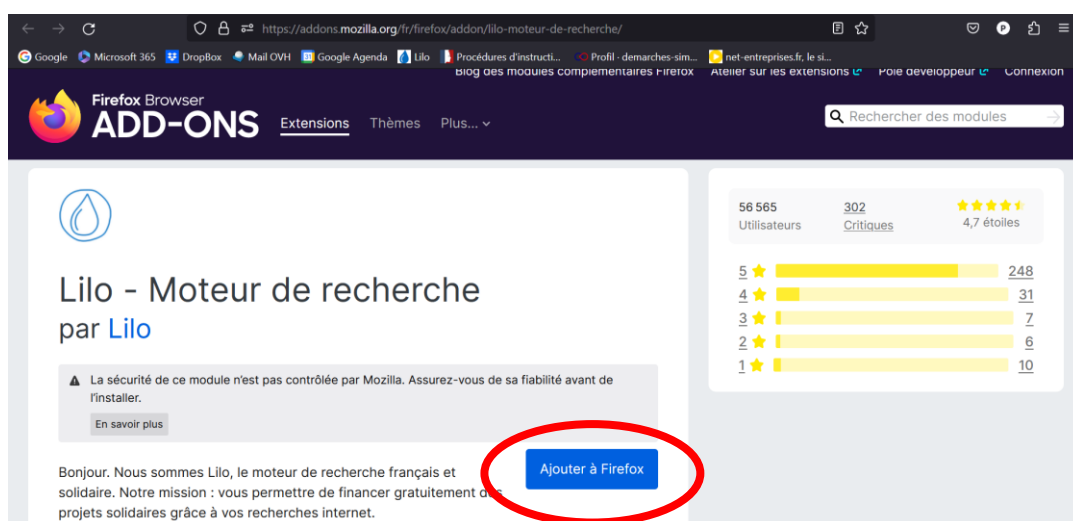 https://addons.mozilla.org/fr/firefox/addon/lilo-moteur-de-recherche/
Google Microsoft 365 DropBox Mail OVH Google Agenda Lilo Procédures d'instructi... Profil · demarches-sim... net-entreprises.fr, le si...
Blog des modules complémentaires Firefox Atelier sur les extensions Pôle développeur Connexion
Firefox Browser
ADD-ONS Extensions Thèmes Plus... Rechercher des modules
56 565 302
Utilisateurs Critiques 4,7 étoiles
Lilo - Moteur de recherche
par Lilo
5 248
4 31
3 7
2 6
1 10
La sécurité de ce module n'est pas contrôlée par Mozilla. Assurez-vous de sa fiabilité avant de
l'installer.
En savoir plus
Ajouter à Firefox
Bonjour. Nous sommes Lilo, le moteur de recherche français et
solidaire. Notre mission : vous permettre de financer gratuitement des
projets solidaires grâce à vos recherches internet.